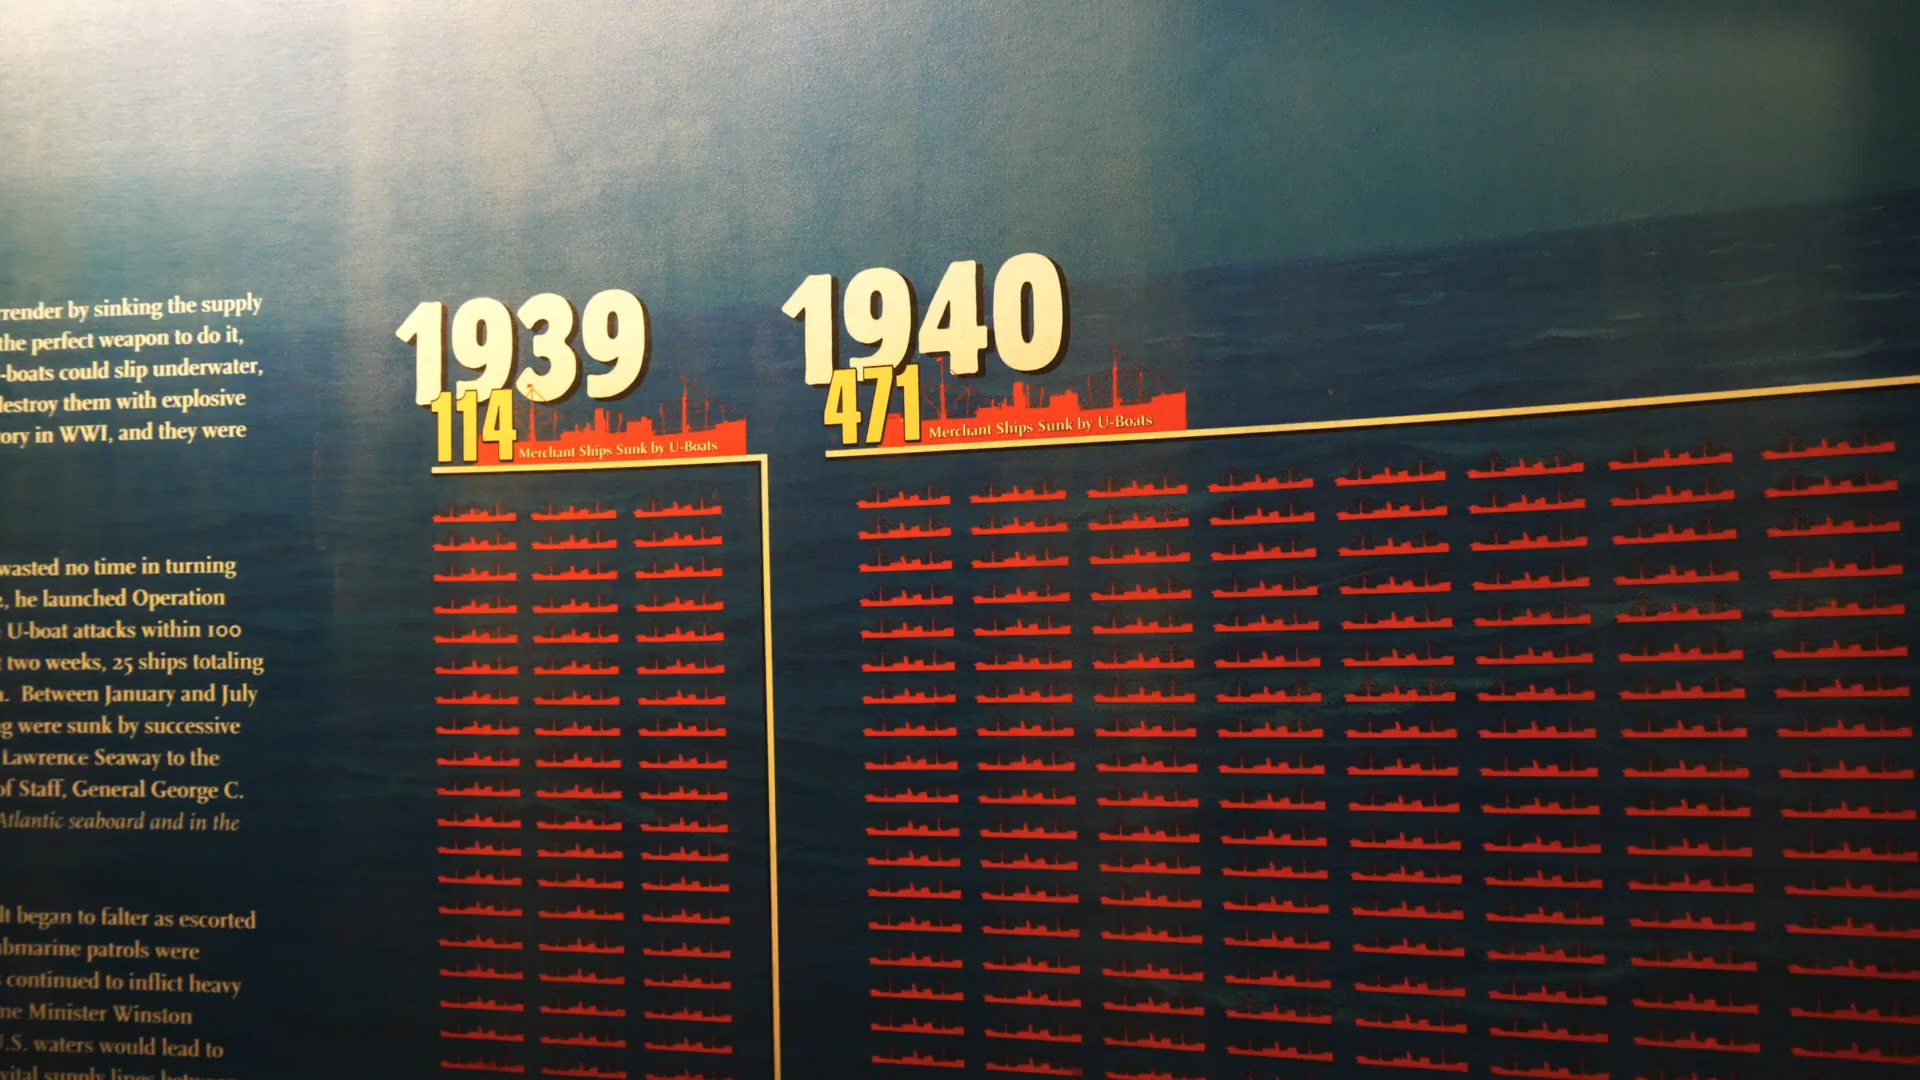 render by sinking the supply
the perfect weapon to do it,
-boats could slip underwater,
destroy them with explosive
ory in WWI, and they were
wasted no time in turning
, he launched Operation
U-boat attacks within 100
two weeks, 25 ships totaling
. Between January and July
g were sunk by successive
Lawrence Seaway to the
of Staff, General George C.
Atlantic seaboard and in the
It began to falter as escorted
bmarine patrols were
continued to inflict heavy
me Minister Winston
U.S. waters would lead to
vital supply lines
1939
114 Merchant Ships Sunk by U-Boats
1940
471 Merchant Ships Sunk by U-Boats